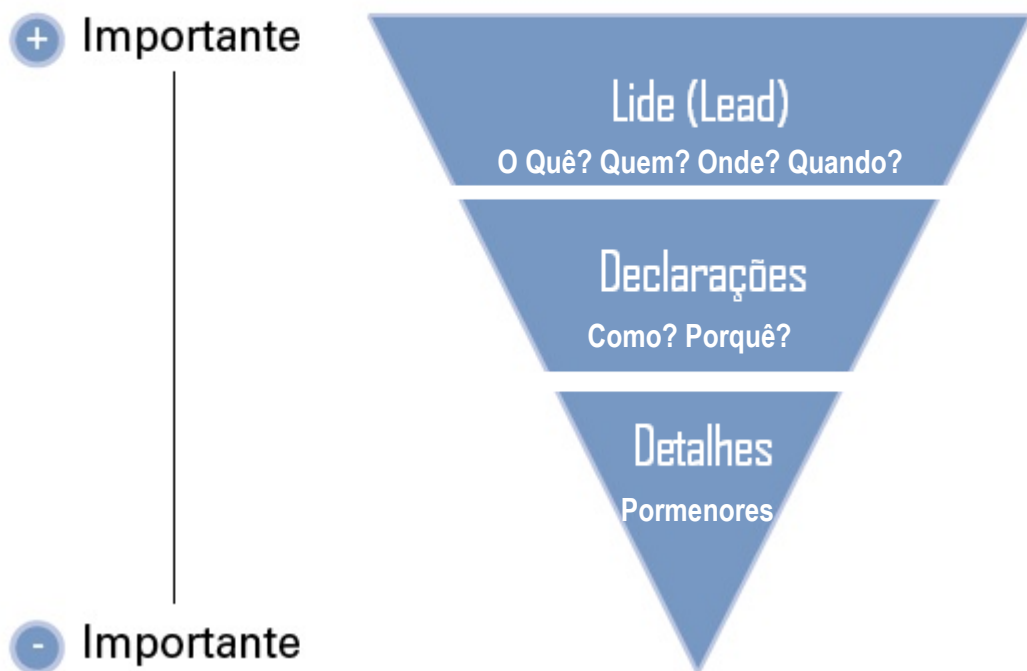 + Importante
Lide (Lead)
O Quê? Quem? Onde? Quando?
Declarações
Como? Porquê?
Detalhes
Pormenores
- Importante